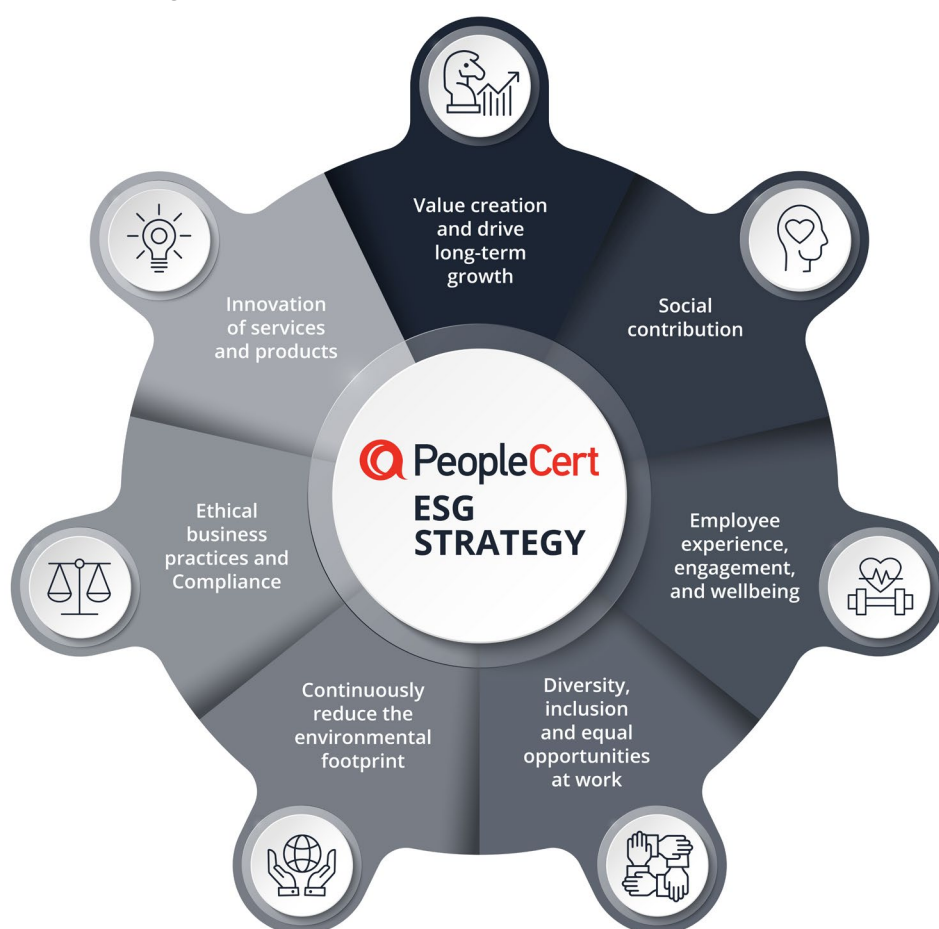 Value creation
and drive
long-term
growth
Social
contribution
Employee
experience,
engagement,
and wellbeing
Diversity,
inclusion
and equal
opportunities
at work
Continuously
reduce the
environmental
footprint
Ethical
business
practices and
Compliance
Innovation
of services
and products
PeopleCert
ESG
STRATEGY